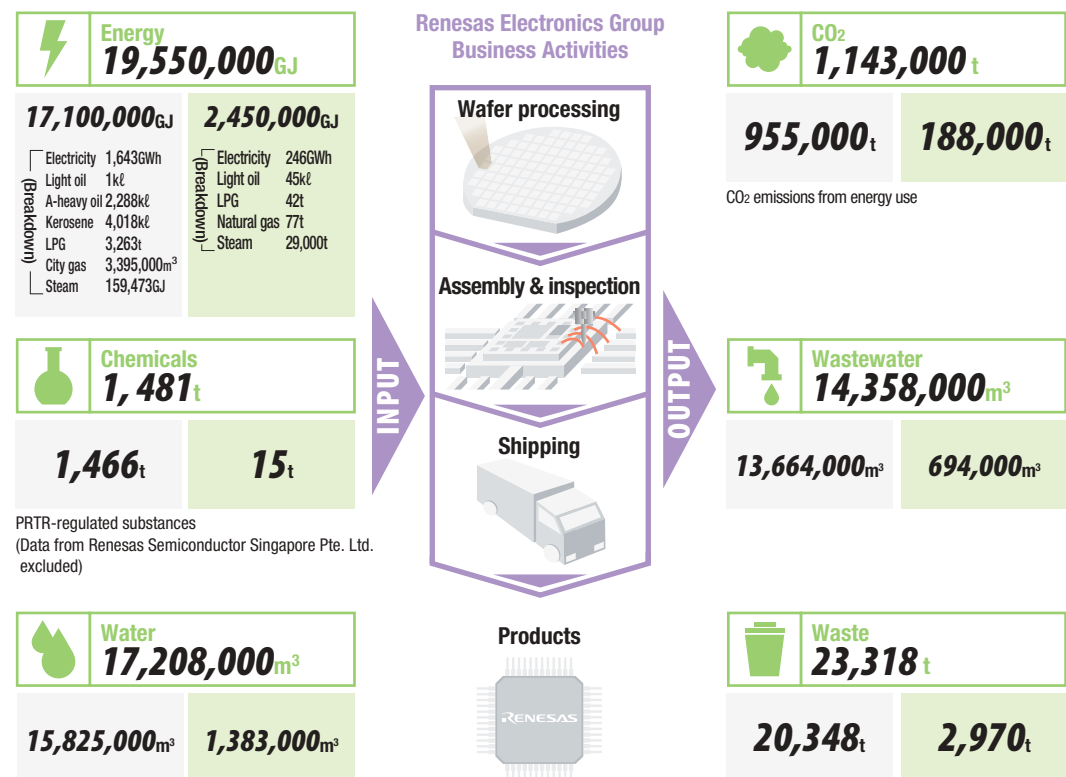 Energy
19,550,000GJ
17,100,000GJ
2,450,000GJ
(Breakdown)
Electricity 1,643GWh
Light oil 1kℓ
A-heavy oil 2,288kℓ
Kerosene 4,018kℓ
LPG 3,263t
City gas 3,395,000m³
Steam 159,473GJ
(Breakdown)
Electricity 246GWh
Light oil 45kℓ
LPG 42t
Natural gas 77t
Steam 29,000t
Chemicals
1, 481t
1,466t
15t
PRTR-regulated substances
(Data from Renesas Semiconductor Singapore Pte. Ltd.
excluded)
Water
17,208,000m³
15,825,000m³
1,383,000m³
INPUT
Renesas Electronics Group
Business Activities
Wafer processing
Assembly & inspection
Shipping
Products
RENESAS
OUTPUT
CO₂
1,143,000 t
955,000t
188,000t
CO₂ emissions from energy use
Wastewater
14,358,000m³
13,664,000m³
694,000m³
Waste
23,318 t
20,348t
2,970t